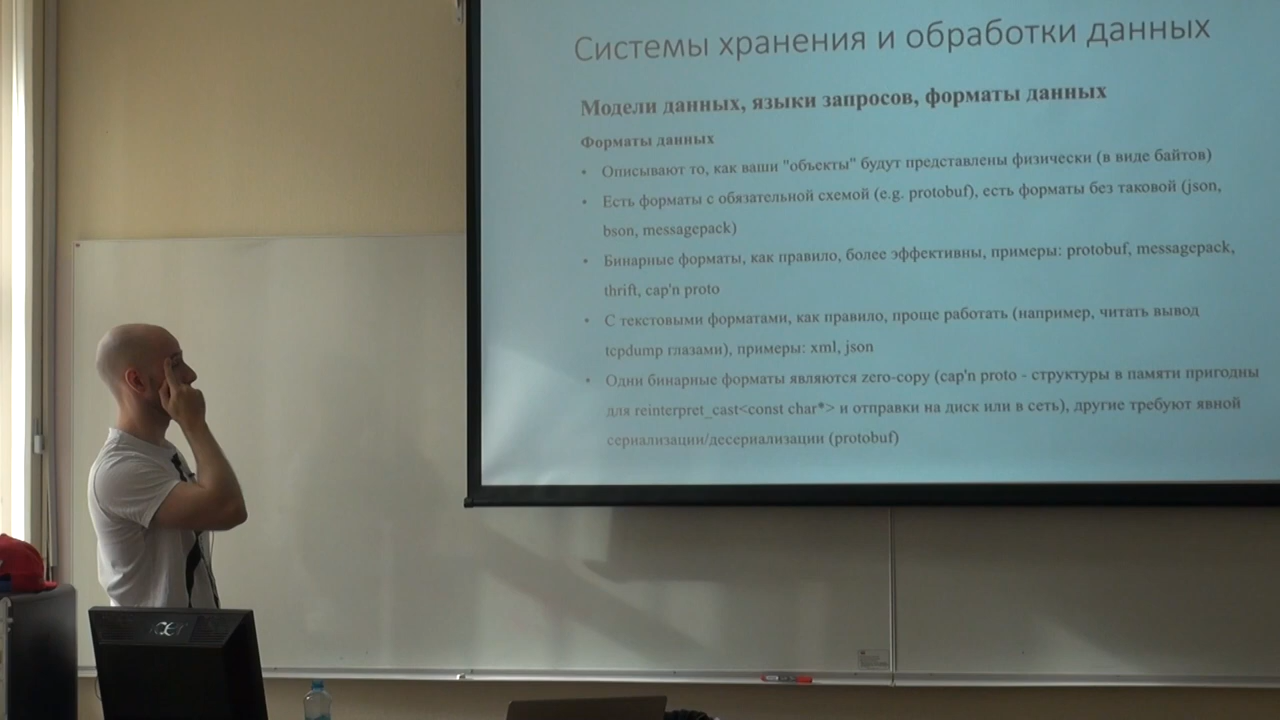 Системы хранения и обработки данных
Модели данных, языки запросов, форматы данных
Форматы данных
• Описывают то, как ваши "объекты" будут представлены физически (в виде байтов)
• Есть форматы с обязательной схемой (e.g. protobuf), есть форматы без таковой (json,
bson, messagepack)
• Бинарные форматы, как правило, более эффективны, примеры: protobuf, messagepack,
thrift, cap'n proto
• С текстовыми форматами, как правило, проще работать (например, читать вывод
tcpdump глазами), примеры: xml, json
• Одни бинарные форматы являются zero-copy (cap'n proto - структуры в памяти пригодны
для reinterpret_cast<const char*> и отправки на диск или в сеть), другие требуют явной
сериализации/десериализации (protobuf)
acer